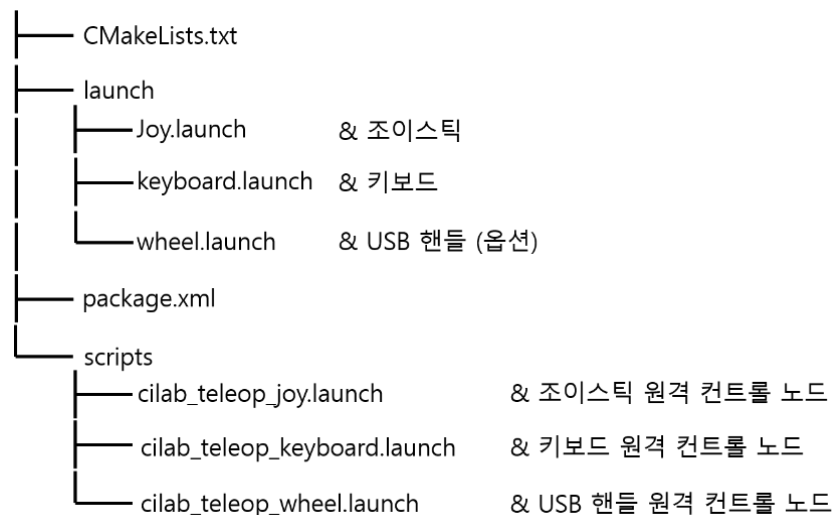 CMakeLists.txt
launch
Joy.launch & 조이스틱
keyboard.launch & 키보드
wheel.launch & USB 핸들 (옵션)
package.xml
scripts
cilab_teleop_joy.launch & 조이스틱 원격 컨트롤 노드
cilab_teleop_keyboard.launch & 키보드 원격 컨트롤 노드
cilab_teleop_wheel.launch & USB 핸들 원격 컨트롤 노드